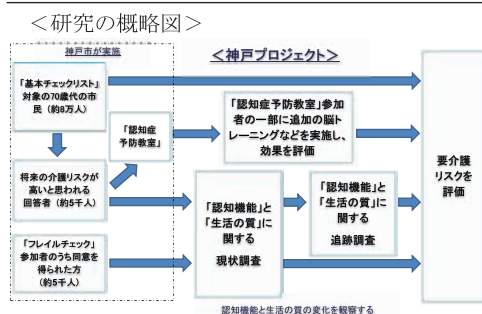 ＜研究の概略図＞
神戸市が実施
＜神戸プロジェクト＞
「基本チェックリスト」
対象の70歳代の市
民（約8万人）
「認知症
予防教室」
「認知症予防教室」参加
者の一部に追加の脳ト
レーニングなどを実施し、
効果を評価
将来の介護リスクが
高いと思われる
回答者（約5千人）
「認知機能」と
「生活の質」に
関する
現状調査
「認知機能」と
「生活の質」に
関する
追跡調査
要介護
リスクを
評価
「フレイルチェック」
参加者のうち同意を
得られた方
（約5千人）
認知機能と生活の質の変化を観察する